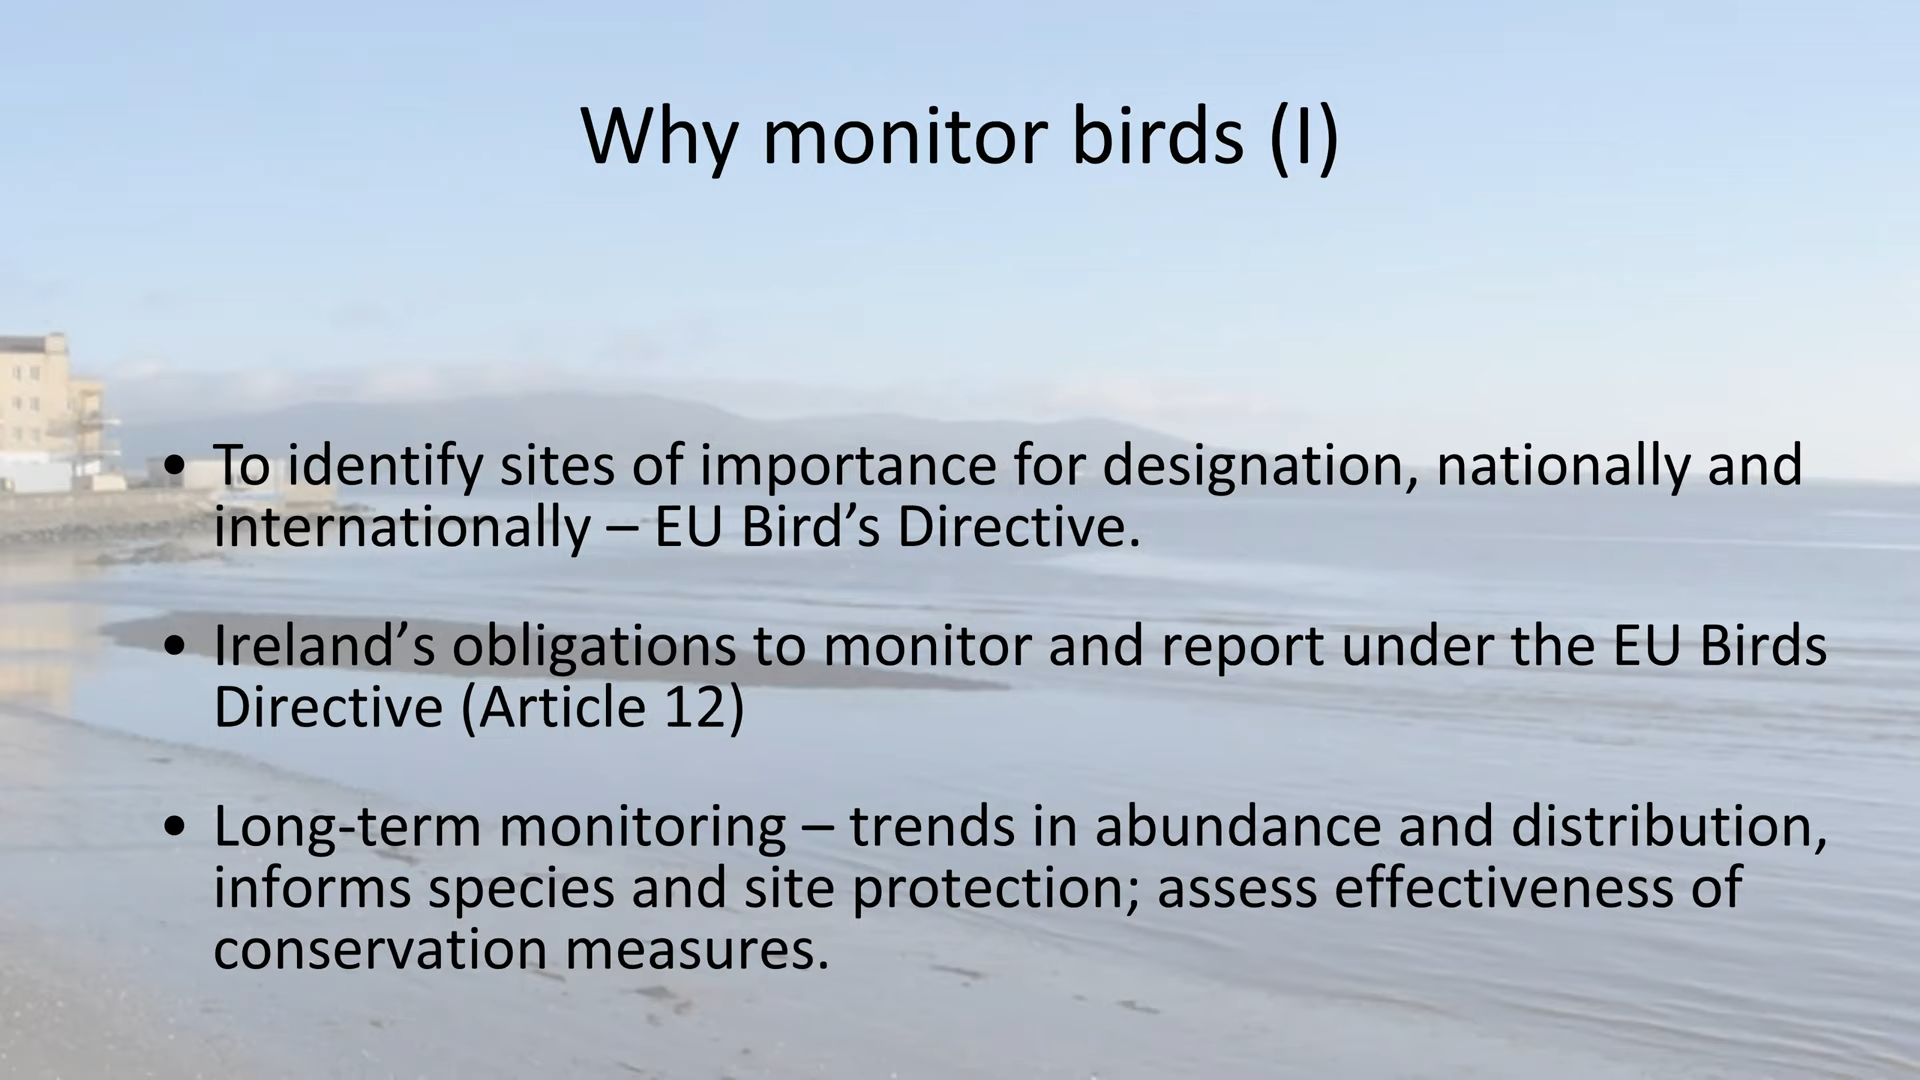 Why monitor birds (I)
• To identify sites of importance for designation, nationally and
internationally – EU Bird’s Directive.
• Ireland’s obligations to monitor and report under the EU Birds
Directive (Article 12)
• Long-term monitoring – trends in abundance and distribution,
informs species and site protection; assess effectiveness of
conservation measures.